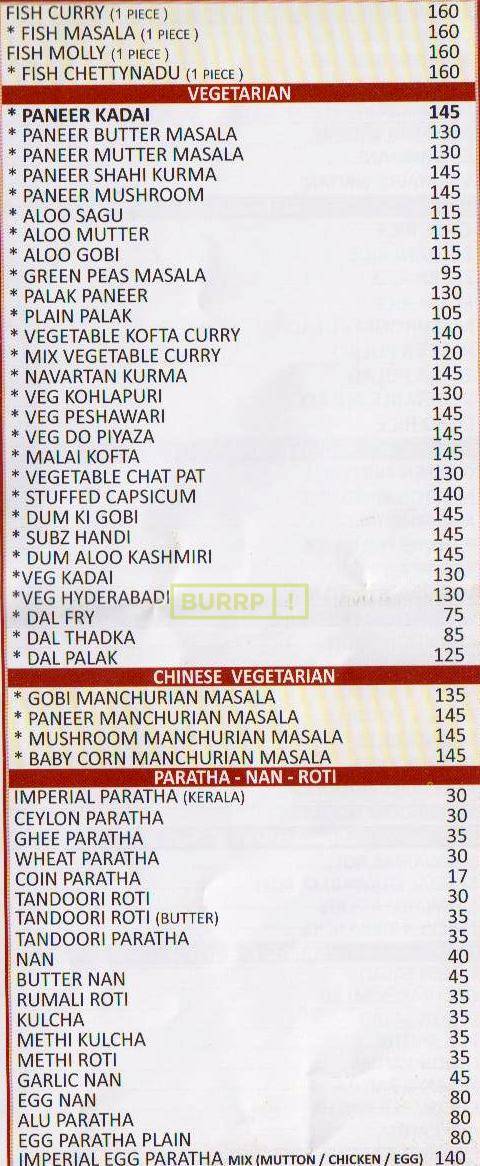 FISH CURRY (1 PIECE ) 160
* FISH MASALA (1 PIECE ) 160
FISH MOLLY (1 PIECE ) 160
* FISH CHETTYNADU (1 PIECE ) 160
VEGETARIAN
* PANEER KADAI 145
* PANEER BUTTER MASALA 130
* PANEER MUTTER MASALA 130
* PANEER SHAHI KURMA 145
* PANEER MUSHROOM 145
* ALOO SAGU 115
* ALOO MUTTER 115
* ALOO GOBI 115
* GREEN PEAS MASALA 95
* PALAK PANEER 130
* PLAIN PALAK 105
* VEGETABLE KOFTA CURRY 140
* MIX VEGETABLE CURRY 120
* NAVARTAN KURMA 145
* VEG KOHLAPURI 130
* VEG PESHAWARI 145
* VEG DO PIYAZA 145
* MALAI KOFTA 145
* VEGETABLE CHAT PAT 130
* STUFFED CAPSICUM 140
* DUM KI GOBI 145
* SUBZ HANDI 145
* DUM ALOO KASHMIRI 145
*VEG KADAI 130
*VEG HYDERABADI 130
BURRP !
* DAL FRY 75
* DAL THADKA 85
* DAL PALAK 125
CHINESE VEGETARIAN
* GOBI MANCHURIAN MASALA 135
* PANEER MANCHURIAN MASALA 145
* MUSHROOM MANCHURIAN MASALA 145
* BABY CORN MANCHURIAN MASALA 145
PARATHA - NAN - ROTI
IMPERIAL PARATHA (KERALA) 30
CEYLON PARATHA 30
GHEE PARATHA 35
WHEAT PARATHA 30
COIN PARATHA 17
TANDOORI ROTI 30
TANDOORI ROTI (BUTTER) 35
TANDOORI PARATHA 35
NAN 40
BUTTER NAN 45
RUMALI ROTI 35
KULCHA 35
METHI KULCHA 35
METHI ROTI 35
GARLIC NAN 45
EGG NAN 80
ALU PARATHA 80
EGG PARATHA PLAIN 80
IMPERIAL EGG PARATHA MIX (MUTTON / CHICKEN / EGG) 140